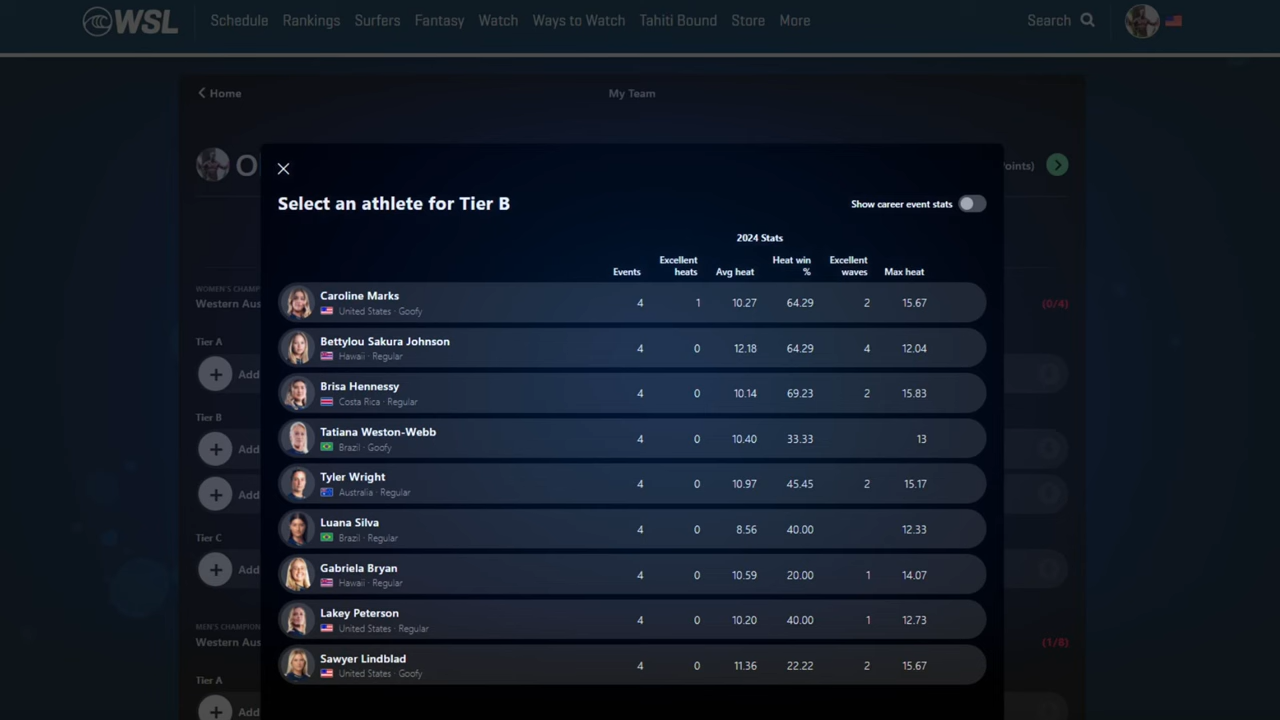 WSL Schedule Rankings Surfers Fantasy Watch Ways to Watch Tahiti Bound Store More Search
Home My Team
O
oints)
Select an athlete for Tier B Show career event stats
2024 Stats
Events Excellent heats Avg heat Heat win % Excellent waves Max heat
Caroline Marks 4 1 10.27 64.29 2 15.67
United States · Goofy
Bettylou Sakura Johnson 4 0 12.18 64.29 4 12.04
Hawaii · Regular
Brisa Hennessy 4 0 10.14 69.23 2 15.83
Costa Rica · Regular
Tatiana Weston-Webb 4 0 10.40 33.33 13
Brazil · Goofy
Tyler Wright 4 0 10.97 45.45 2 15.17
Australia · Regular
Luana Silva 4 0 8.56 40.00 12.33
Brazil · Regular
Gabriela Bryan 4 0 10.59 20.00 1 14.07
Hawaii · Regular
Lakey Peterson 4 0 10.20 40.00 1 12.73
United States · Regular
Sawyer Lindblad 4 0 11.36 22.22 2 15.67
United States · Goofy
WOMEN'S CHAMP
Western Aus (0/4)
Tier A
Add
Tier B
Add
Add
Tier C
Add
MEN'S CHAMPION
Western Aus (1/8)
Tier A
Add